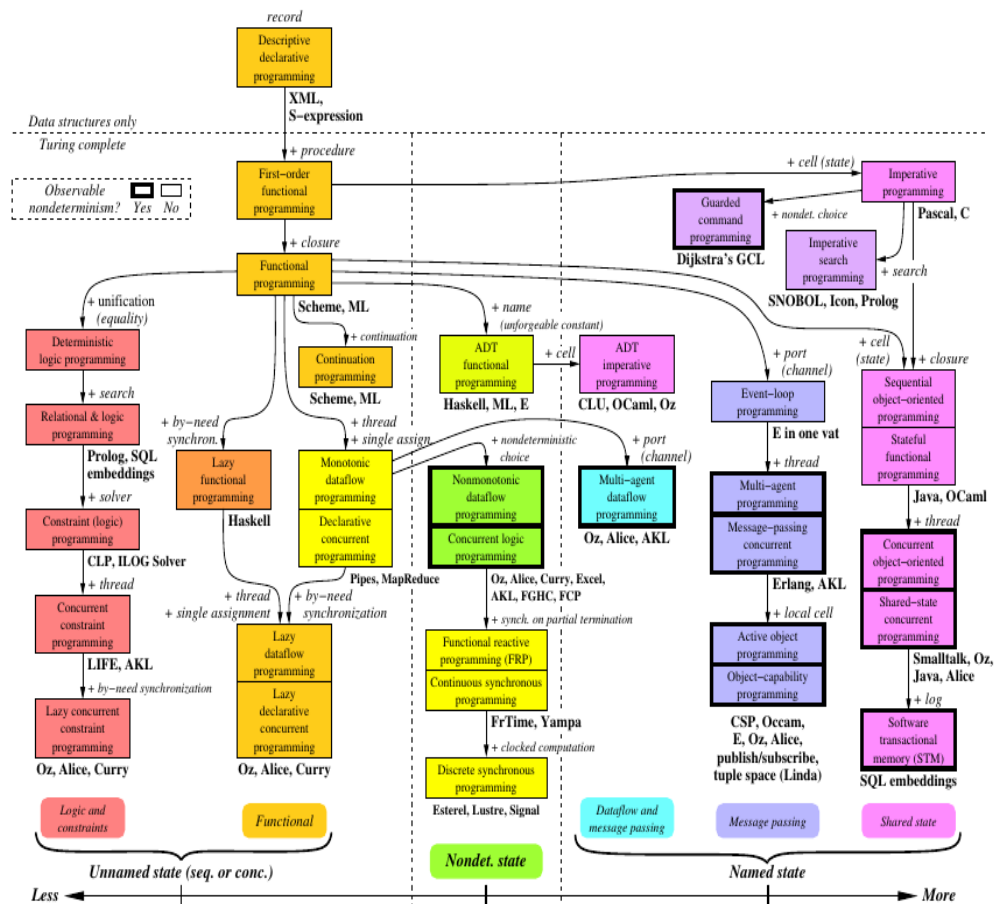 record
Descriptive
declarative
programming
XML,
S−expression
Data structures only
Turing complete
+ procedure
Observable
nondeterminism?
Yes
No
First−order
functional
programming
+ cell (state)
Imperative
programming
Pascal, C
+ nondet. choice
Guarded
command
programming
Dijkstra's GCL
Imperative
search
programming
+ search
SNOBOL, Icon, Prolog
+ closure
Functional
programming
Scheme, ML
+ unification
(equality)
Deterministic
logic programming
+ search
Relational & logic
programming
Prolog, SQL
embeddings
+ solver
Constraint (logic)
programming
CLP, ILOG Solver
+ thread
Concurrent
constraint
programming
LIFE, AKL
+ by−need synchronization
Lazy concurrent
constraint
programming
Oz, Alice, Curry
+ continuation
Continuation
programming
Scheme, ML
+ by−need
synchron.
Lazy
functional
programming
Haskell
+ thread
+ single assign.
Monotonic
dataflow
programming
Declarative
concurrent
programming
Pipes, MapReduce
+ thread
+ single assignment
+ by−need
synchronization
Lazy
dataflow
programming
Lazy
declarative
concurrent
programming
Oz, Alice, Curry
+ name
(unforgeable constant)
ADT
functional
programming
Haskell, ML, E
+ cell
ADT
imperative
programming
CLU, OCaml, Oz
+ nondeterministic
choice
Nonmonotonic
dataflow
programming
Concurrent logic
programming
Oz, Alice, Curry, Excel,
AKL, FGHC, FCP
+ synch. on partial termination
Functional reactive
programming (FRP)
Continuous synchronous
programming
FrTime, Yampa
+ clocked computation
Discrete synchronous
programming
Esterel, Lustre, Signal
+ port
(channel)
Multi−agent
dataflow
programming
Oz, Alice, AKL
+ port
(channel)
Event−loop
programming
E in one vat
+ thread
Multi−agent
programming
Message−passing
concurrent
programming
Erlang, AKL
+ local cell
Active object
programming
Object−capability
programming
CSP, Occam,
E, Oz, Alice,
publish/subscribe,
tuple space (Linda)
+ cell
(state)
+ closure
Sequential
object−oriented
programming
Stateful
functional
programming
Java, OCaml
+ thread
Concurrent
object−oriented
programming
Shared−state
concurrent
programming
Smalltalk, Oz,
Java, Alice
+ log
Software
transactional
memory (STM)
SQL embeddings
Logic and
constraints
Functional
Dataflow and
message passing
Message passing
Shared state
Unnamed state (seq. or conc.)
Nondet. state
Named state
Less
More